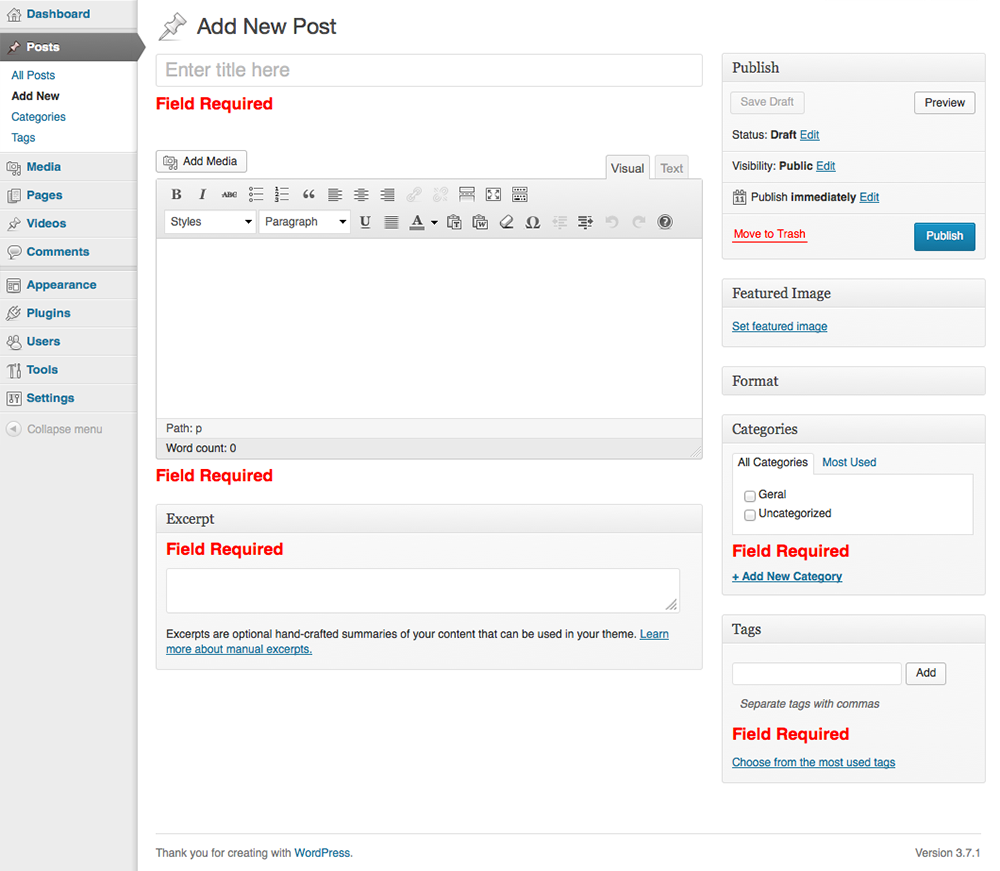 Dashboard
Posts
All Posts
Add New
Categories
Tags
Media
Pages
Videos
Comments
Appearance
Plugins
Users
Tools
Settings
Collapse menu
Add New Post
Enter title here
Field Required
Add Media
Visual Text
B I ABC
Styles Paragraph U A T W Ω ?
Path: p
Word count: 0
Field Required
Excerpt
Field Required
Excerpts are optional hand-crafted summaries of your content that can be used in your theme. Learn
more about manual excerpts.
Publish
Save Draft Preview
Status: Draft Edit
Visibility: Public Edit
11 Publish immediately Edit
Move to Trash Publish
Featured Image
Set featured image
Format
Categories
All Categories Most Used
Geral
Uncategorized
Field Required
+ Add New Category
Tags
Add
Separate tags with commas
Field Required
Choose from the most used tags
Thank you for creating with WordPress. Version 3.7.1